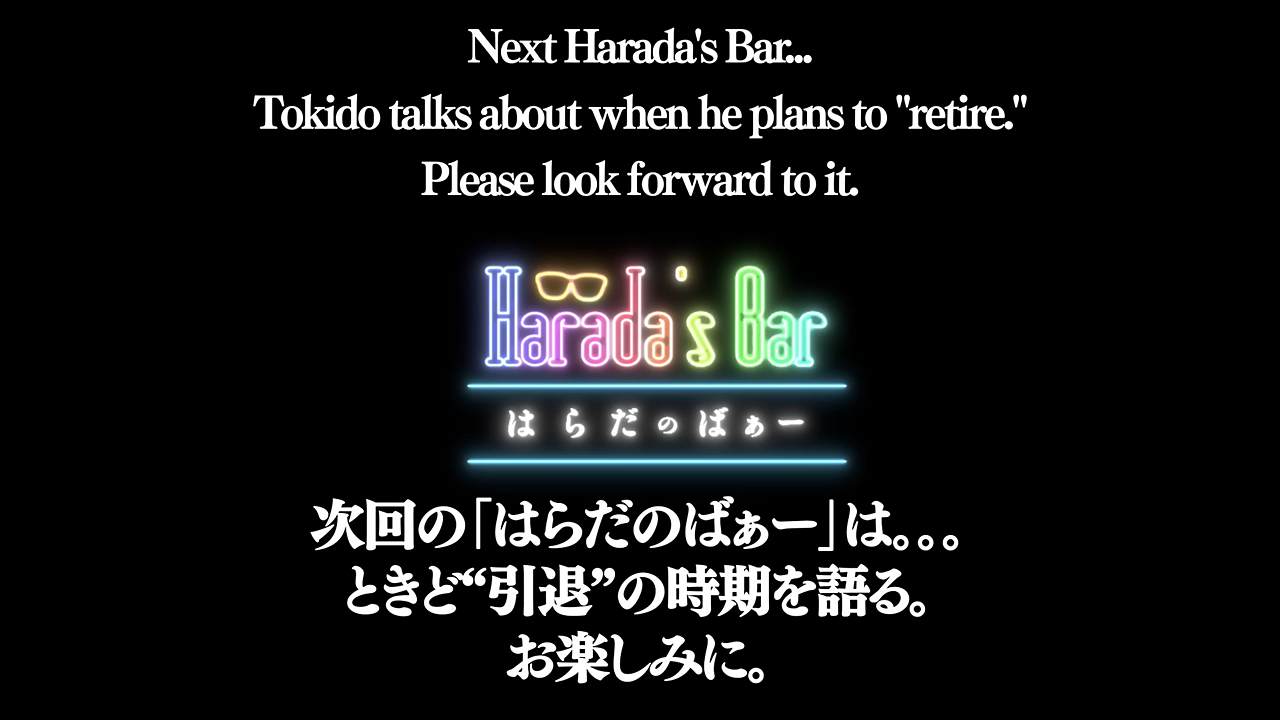 Next Harada's Bar...
Tokido talks about when he plans to "retire."
Please look forward to it.
Harada's Bar
はらだのばぁー
次回の「はらだのばぁー」は。。。
ときど“引退”の時期を語る。
お楽しみに。